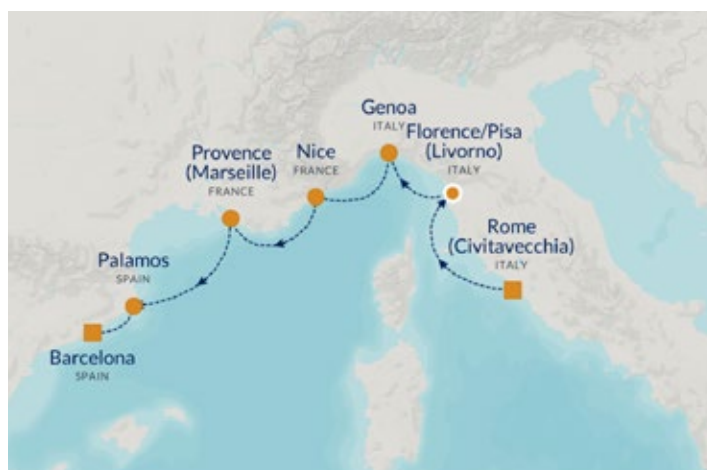 Genoa
ITALY
Florence/Pisa
(Livorno)
ITALY
Provence
(Marseille)
FRANCE
Nice
FRANCE
Rome
(Civitavecchia)
ITALY
Palamos
SPAIN
Barcelona
SPAIN